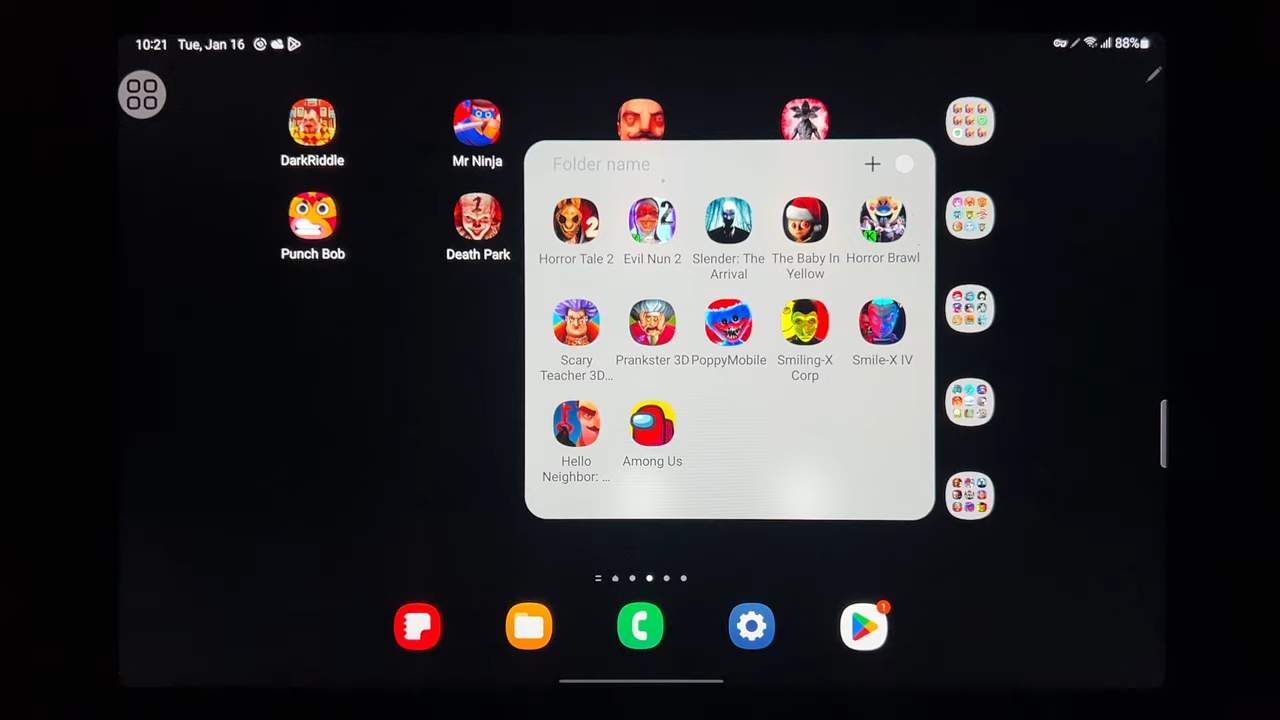 10:21 Tue, Jan 16
88%
DarkRiddle
Mr Ninja
Punch Bob
Death Park
Folder name
Horror Tale 2
Evil Nun 2
Slender: The
Arrival
The Baby In
Yellow
Horror Brawl
Scary
Teacher 3D...
Prankster 3D
PoppyMobile
Smiling-X
Corp
Smile-X IV
Hello
Neighbor: ...
Among Us
1